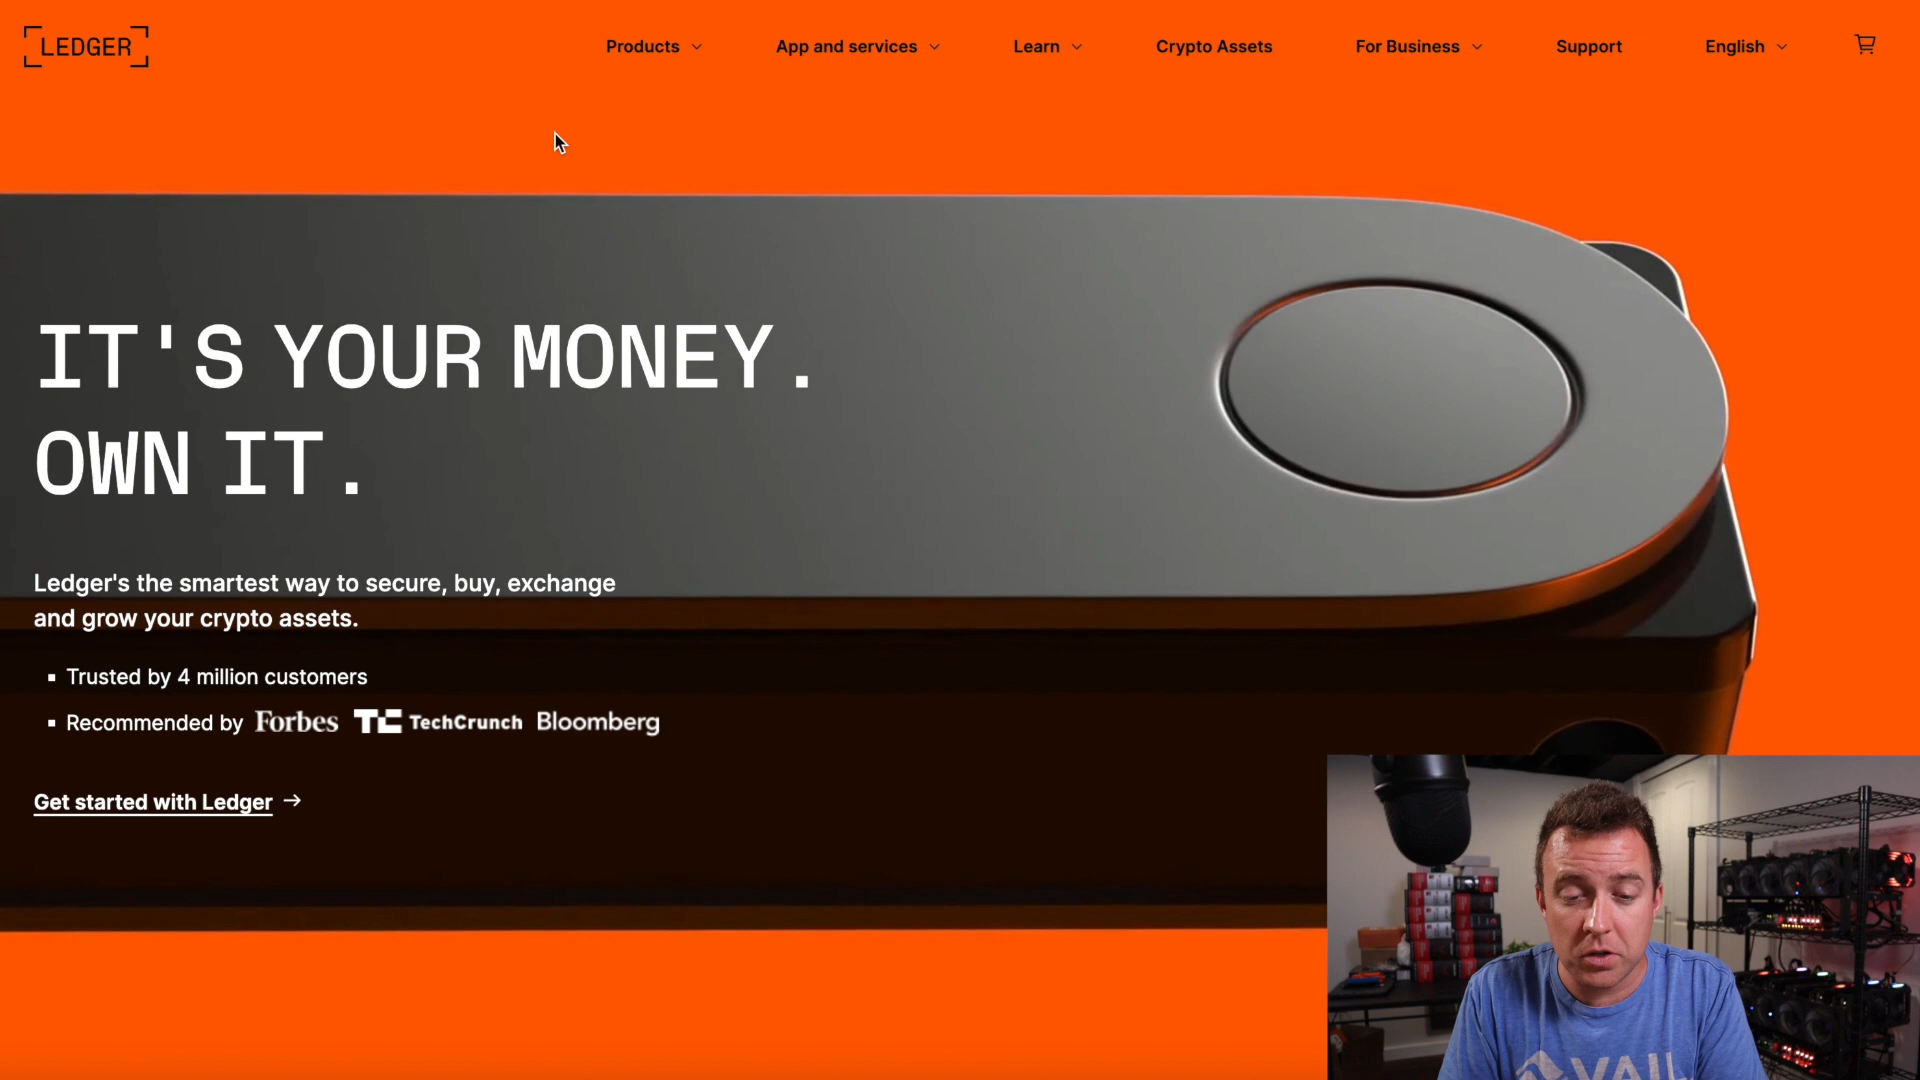 LEDGER
Products
App and services
Learn
Crypto Assets
For Business
Support
English
IT'S YOUR MONEY.
OWN IT.
Ledger's the smartest way to secure, buy, exchange
and grow your crypto assets.
Trusted by 4 million customers
Recommended by Forbes TC TechCrunch Bloomberg
Get started with Ledger →
VAIL